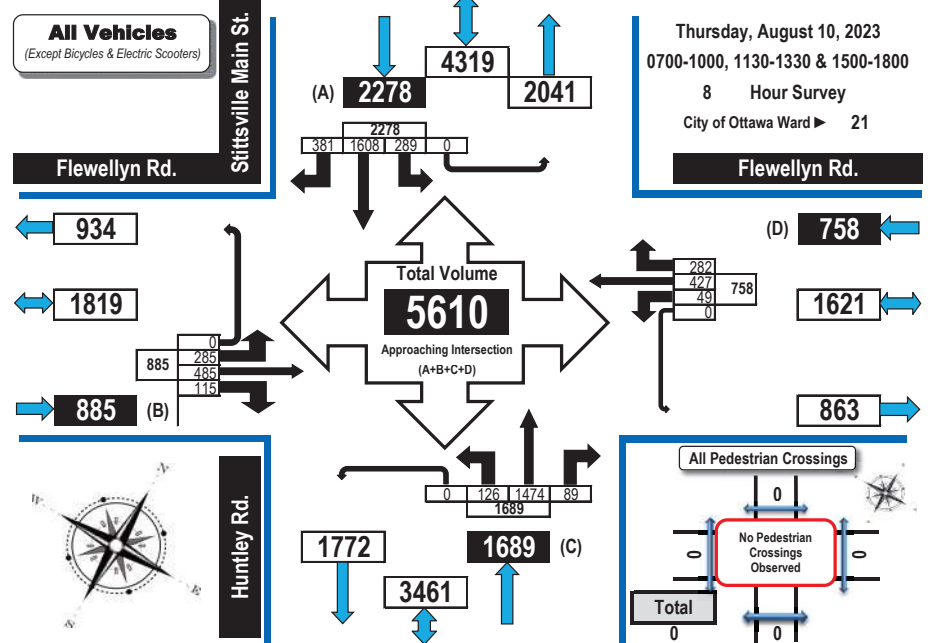 All Vehicles
(Except Bicycles & Electric Scooters)
Stittsville Main St.
Flewellyn Rd.
4319
(A) 2278
2041
2278
381 1608 289 0
Thursday, August 10, 2023
0700-1000, 1130-1330 & 1500-1800
8 Hour Survey
City of Ottawa Ward ► 21
Flewellyn Rd.
934
1819
0
285
485
115
885
885 (B)
Total Volume
5610
Approaching Intersection
(A+B+C+D)
(D) 758
282
427
49
0
758
1621
863
0 126 1474 89
1689
1772
1689 (C)
3461
Huntley Rd.
N
W
E
S
All Pedestrian Crossings
0
0
No Pedestrian
Crossings
Observed
0
Total
0
0